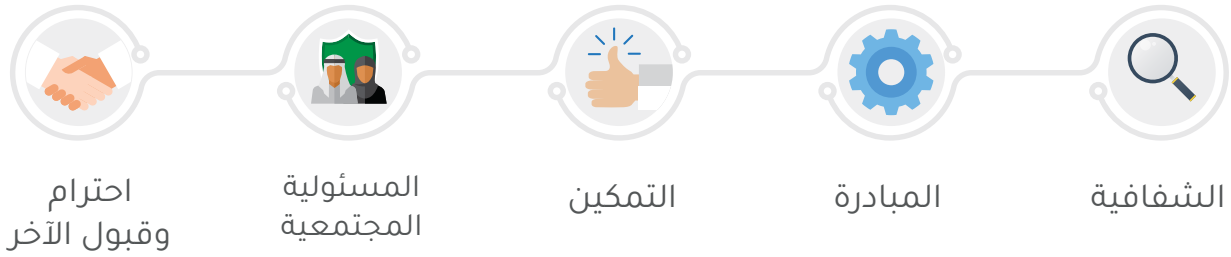 الشفافية
المبادرة
التمكين
المسئولية
المجتمعية
احترام
وقبول الآخر